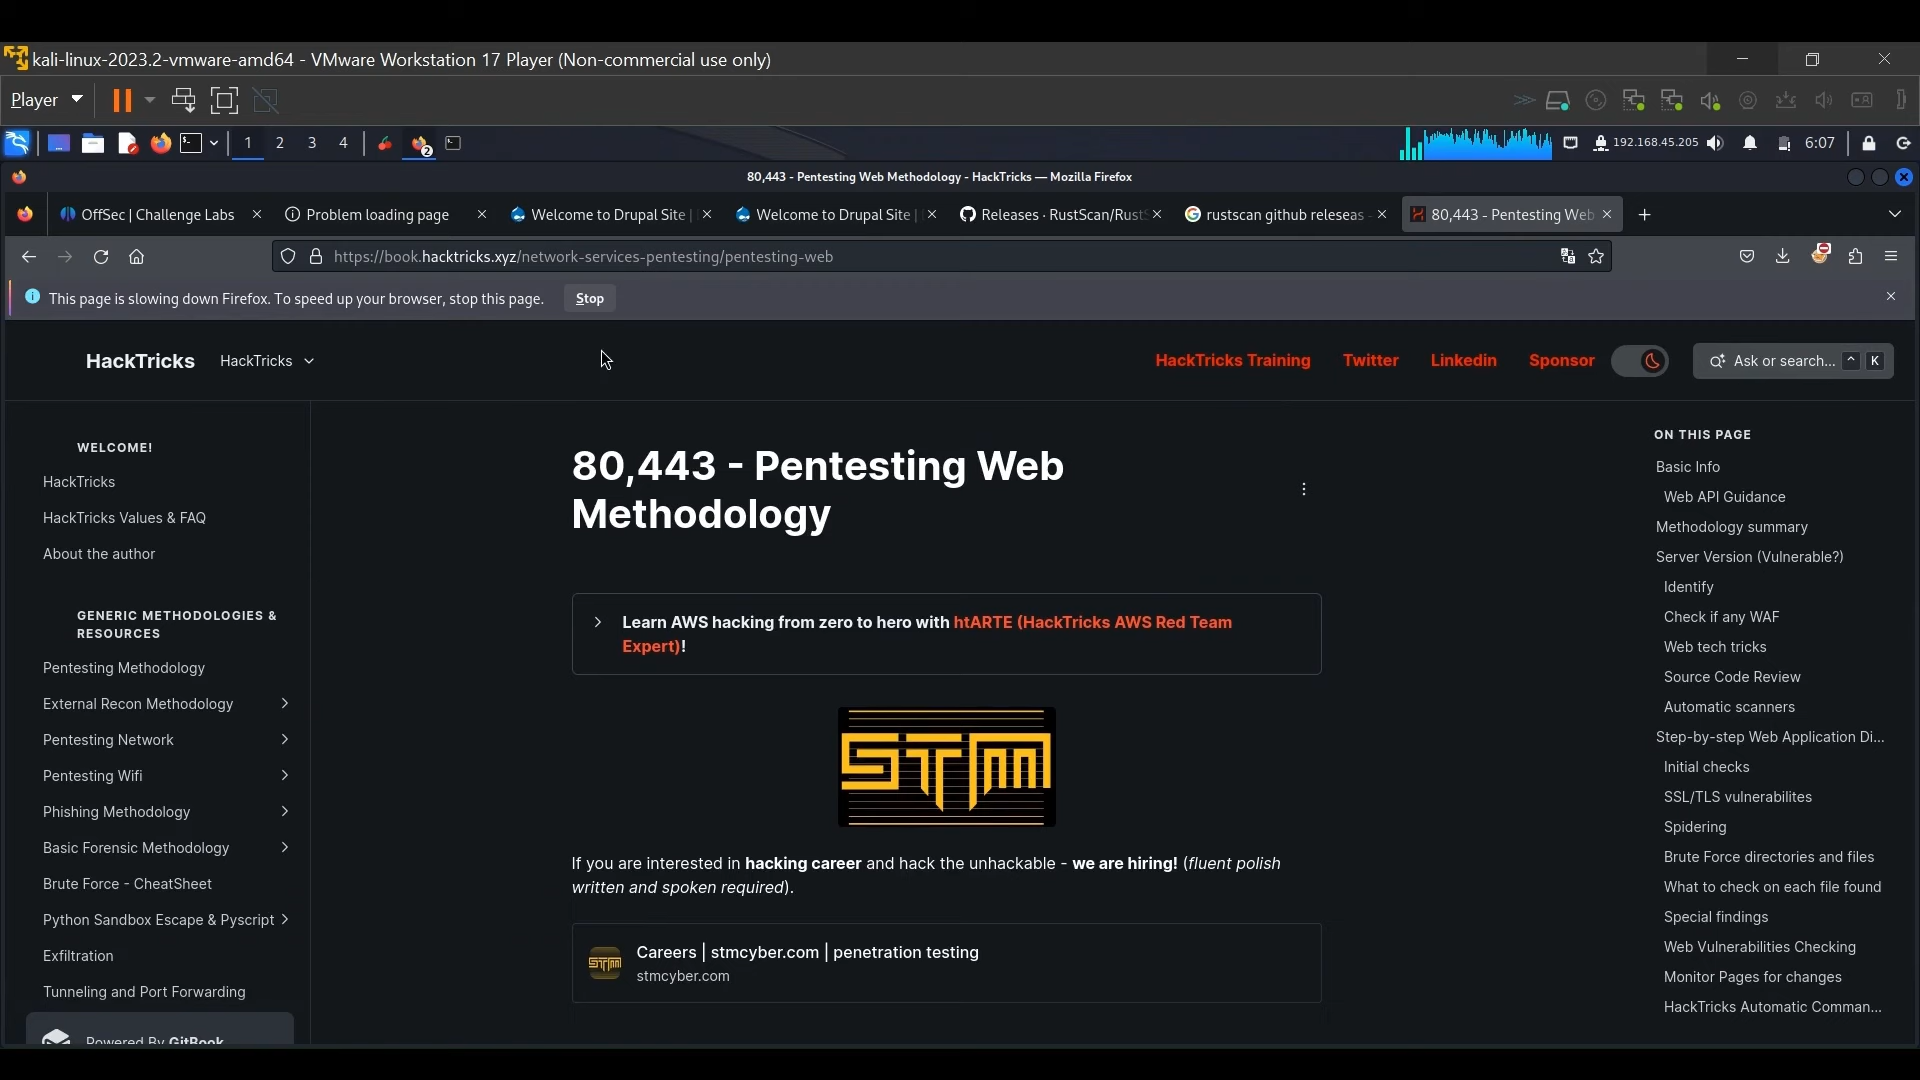 kali-linux-2023.2-vmware-amd64 - VMware Workstation 17 Player (Non-commercial use only)
Player
1 2 3 4
2
192.168.45.205
6:07
80,443 - Pentesting Web Methodology - HackTricks — Mozilla Firefox
OffSec | Challenge Labs
Problem loading page
Welcome to Drupal Site |
Welcome to Drupal Site |
Releases · RustScan/Rust
rustscan github releseas -
80,443 - Pentesting Web
https://book.hacktricks.xyz/network-services-pentesting/pentesting-web
This page is slowing down Firefox. To speed up your browser, stop this page.
Stop
HackTricks
HackTricks
HackTricks Training
Twitter
Linkedin
Sponsor
Ask or search... ^ K
WELCOME!
HackTricks
HackTricks Values & FAQ
About the author
GENERIC METHODOLOGIES &
RESOURCES
Pentesting Methodology
External Recon Methodology
Pentesting Network
Pentesting Wifi
Phishing Methodology
Basic Forensic Methodology
Brute Force - CheatSheet
Python Sandbox Escape & Pyscript
Exfiltration
Tunneling and Port Forwarding
Powered By GitBook
80,443 - Pentesting Web
Methodology
Learn AWS hacking from zero to hero with htARTE (HackTricks AWS Red Team
Expert)!
STM
If you are interested in hacking career and hack the unhackable - we are hiring! (fluent polish
written and spoken required).
STM
Careers | stmcyber.com | penetration testing
stmcyber.com
ON THIS PAGE
Basic Info
Web API Guidance
Methodology summary
Server Version (Vulnerable?)
Identify
Check if any WAF
Web tech tricks
Source Code Review
Automatic scanners
Step-by-step Web Application Di...
Initial checks
SSL/TLS vulnerabilites
Spidering
Brute Force directories and files
What to check on each file found
Special findings
Web Vulnerabilities Checking
Monitor Pages for changes
HackTricks Automatic Comman...